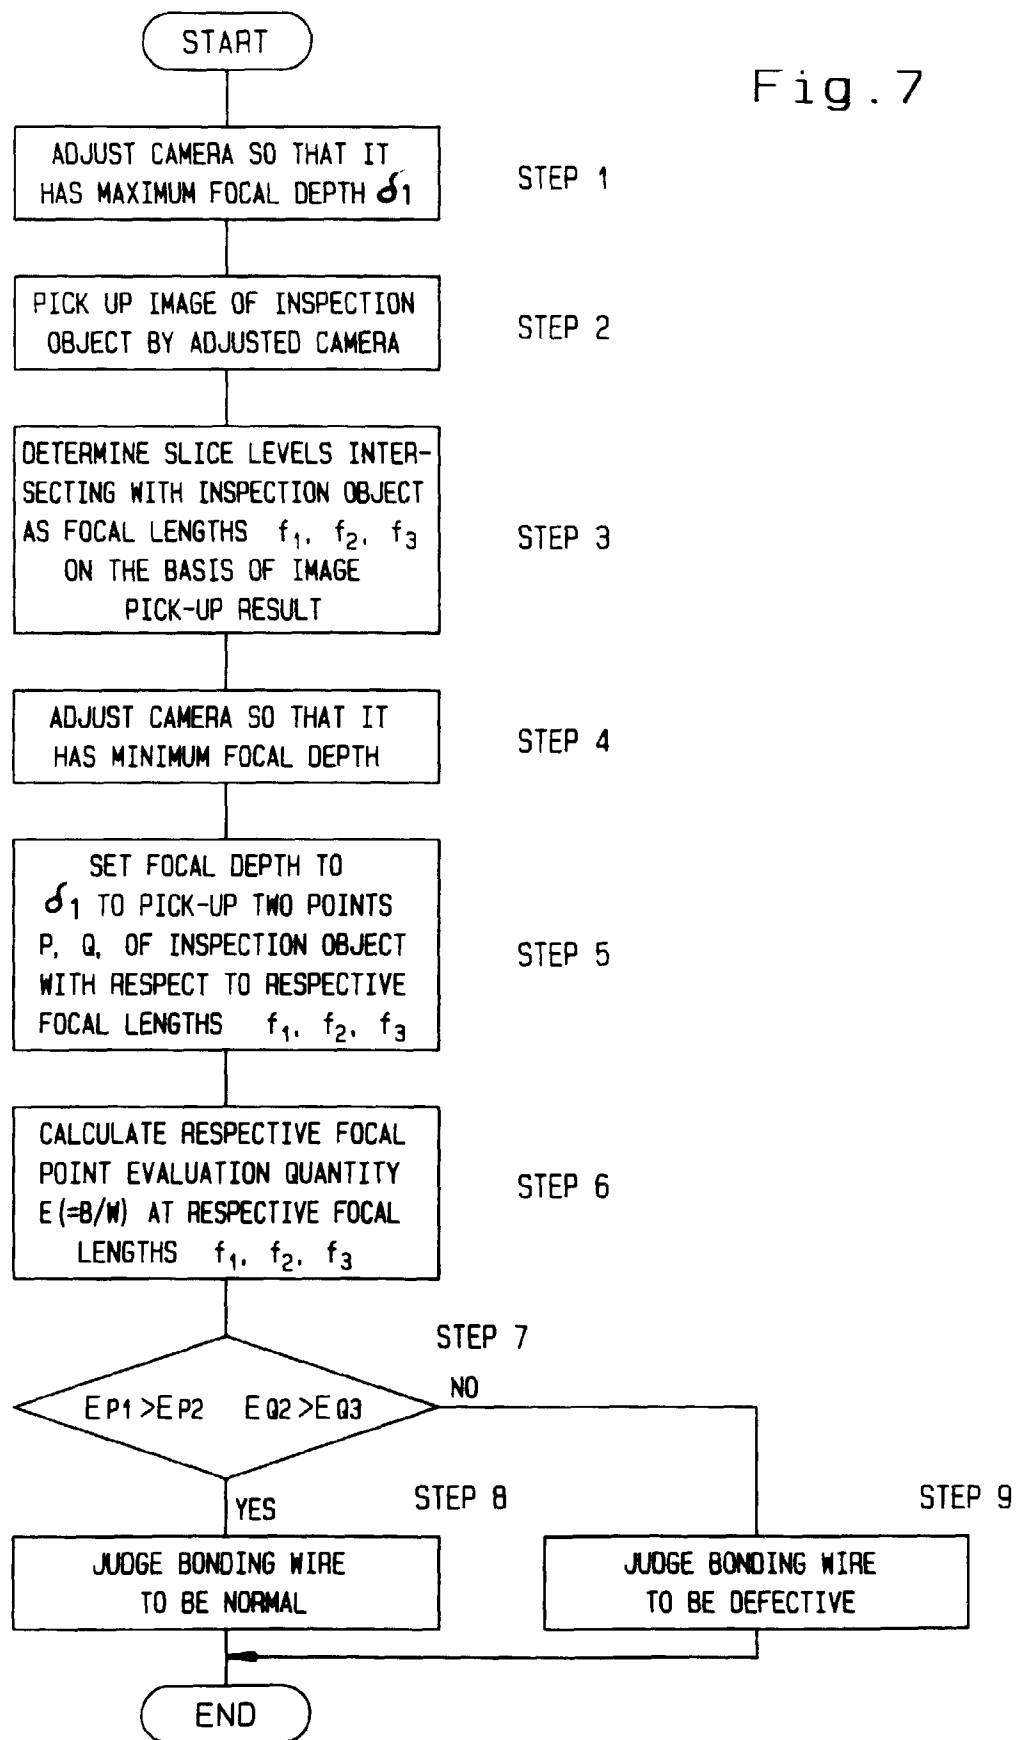 START
Fig.7
ADJUST CAMERA SO THAT IT
HAS MAXIMUM FOCAL DEPTH δ1
STEP 1
PICK UP IMAGE OF INSPECTION
OBJECT BY ADJUSTED CAMERA
STEP 2
DETERMINE SLICE LEVELS INTER-
SECTING WITH INSPECTION OBJECT
AS FOCAL LENGTHS f₁, f₂, f₃
ON THE BASIS OF IMAGE
PICK-UP RESULT
STEP 3
ADJUST CAMERA SO THAT IT
HAS MINIMUM FOCAL DEPTH
STEP 4
SET FOCAL DEPTH TO
δ1 TO PICK-UP TWO POINTS
P, Q, OF INSPECTION OBJECT
WITH RESPECT TO RESPECTIVE
FOCAL LENGTHS f₁, f₂, f₃
STEP 5
CALCULATE RESPECTIVE FOCAL
POINT EVALUATION QUANTITY
E(=B/W) AT RESPECTIVE FOCAL
LENGTHS f₁, f₂, f₃
STEP 6
STEP 7
EP1>EP2 EQ2>EQ3
NO
YES
STEP 8
STEP 9
JUDGE BONDING WIRE
TO BE NORMAL
JUDGE BONDING WIRE
TO BE DEFECTIVE
END